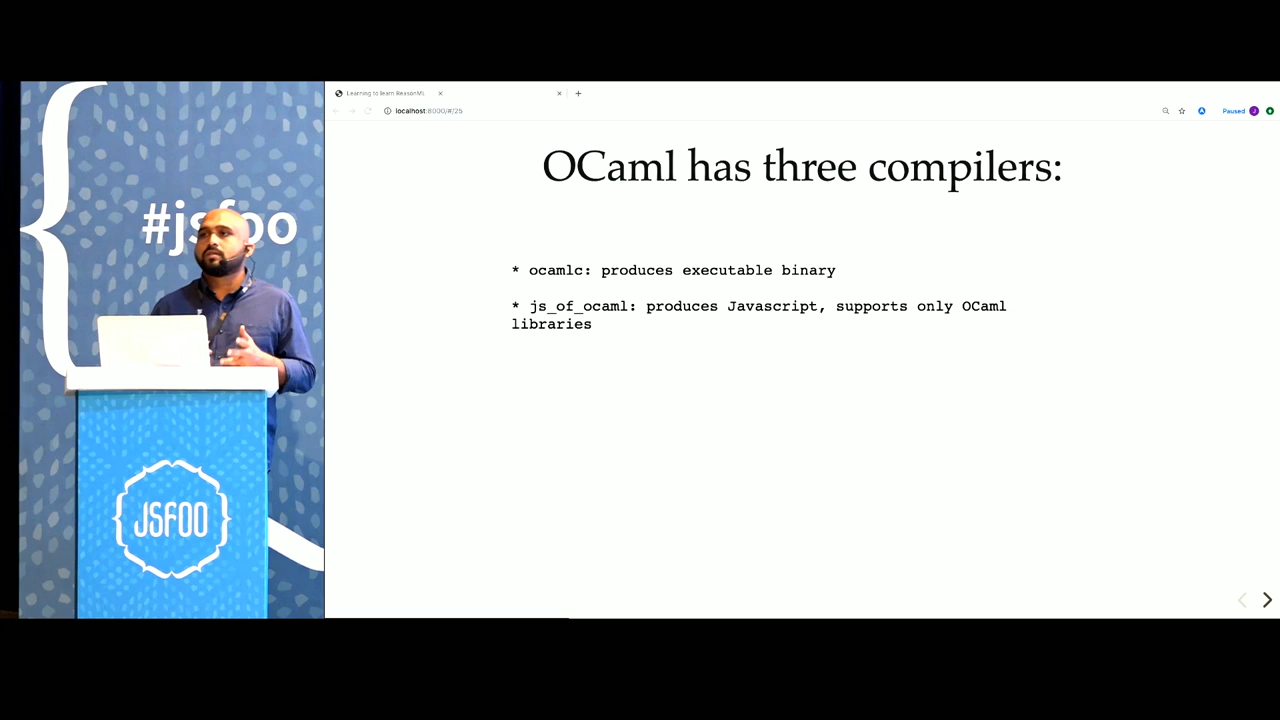 #jsfoo
JSFOO
Learning to learn ReasonML
localhost:8000/#/25
Paused
J
OCaml has three compilers:
* ocamlc: produces executable binary
* js_of_ocaml: produces Javascript, supports only OCaml
libraries